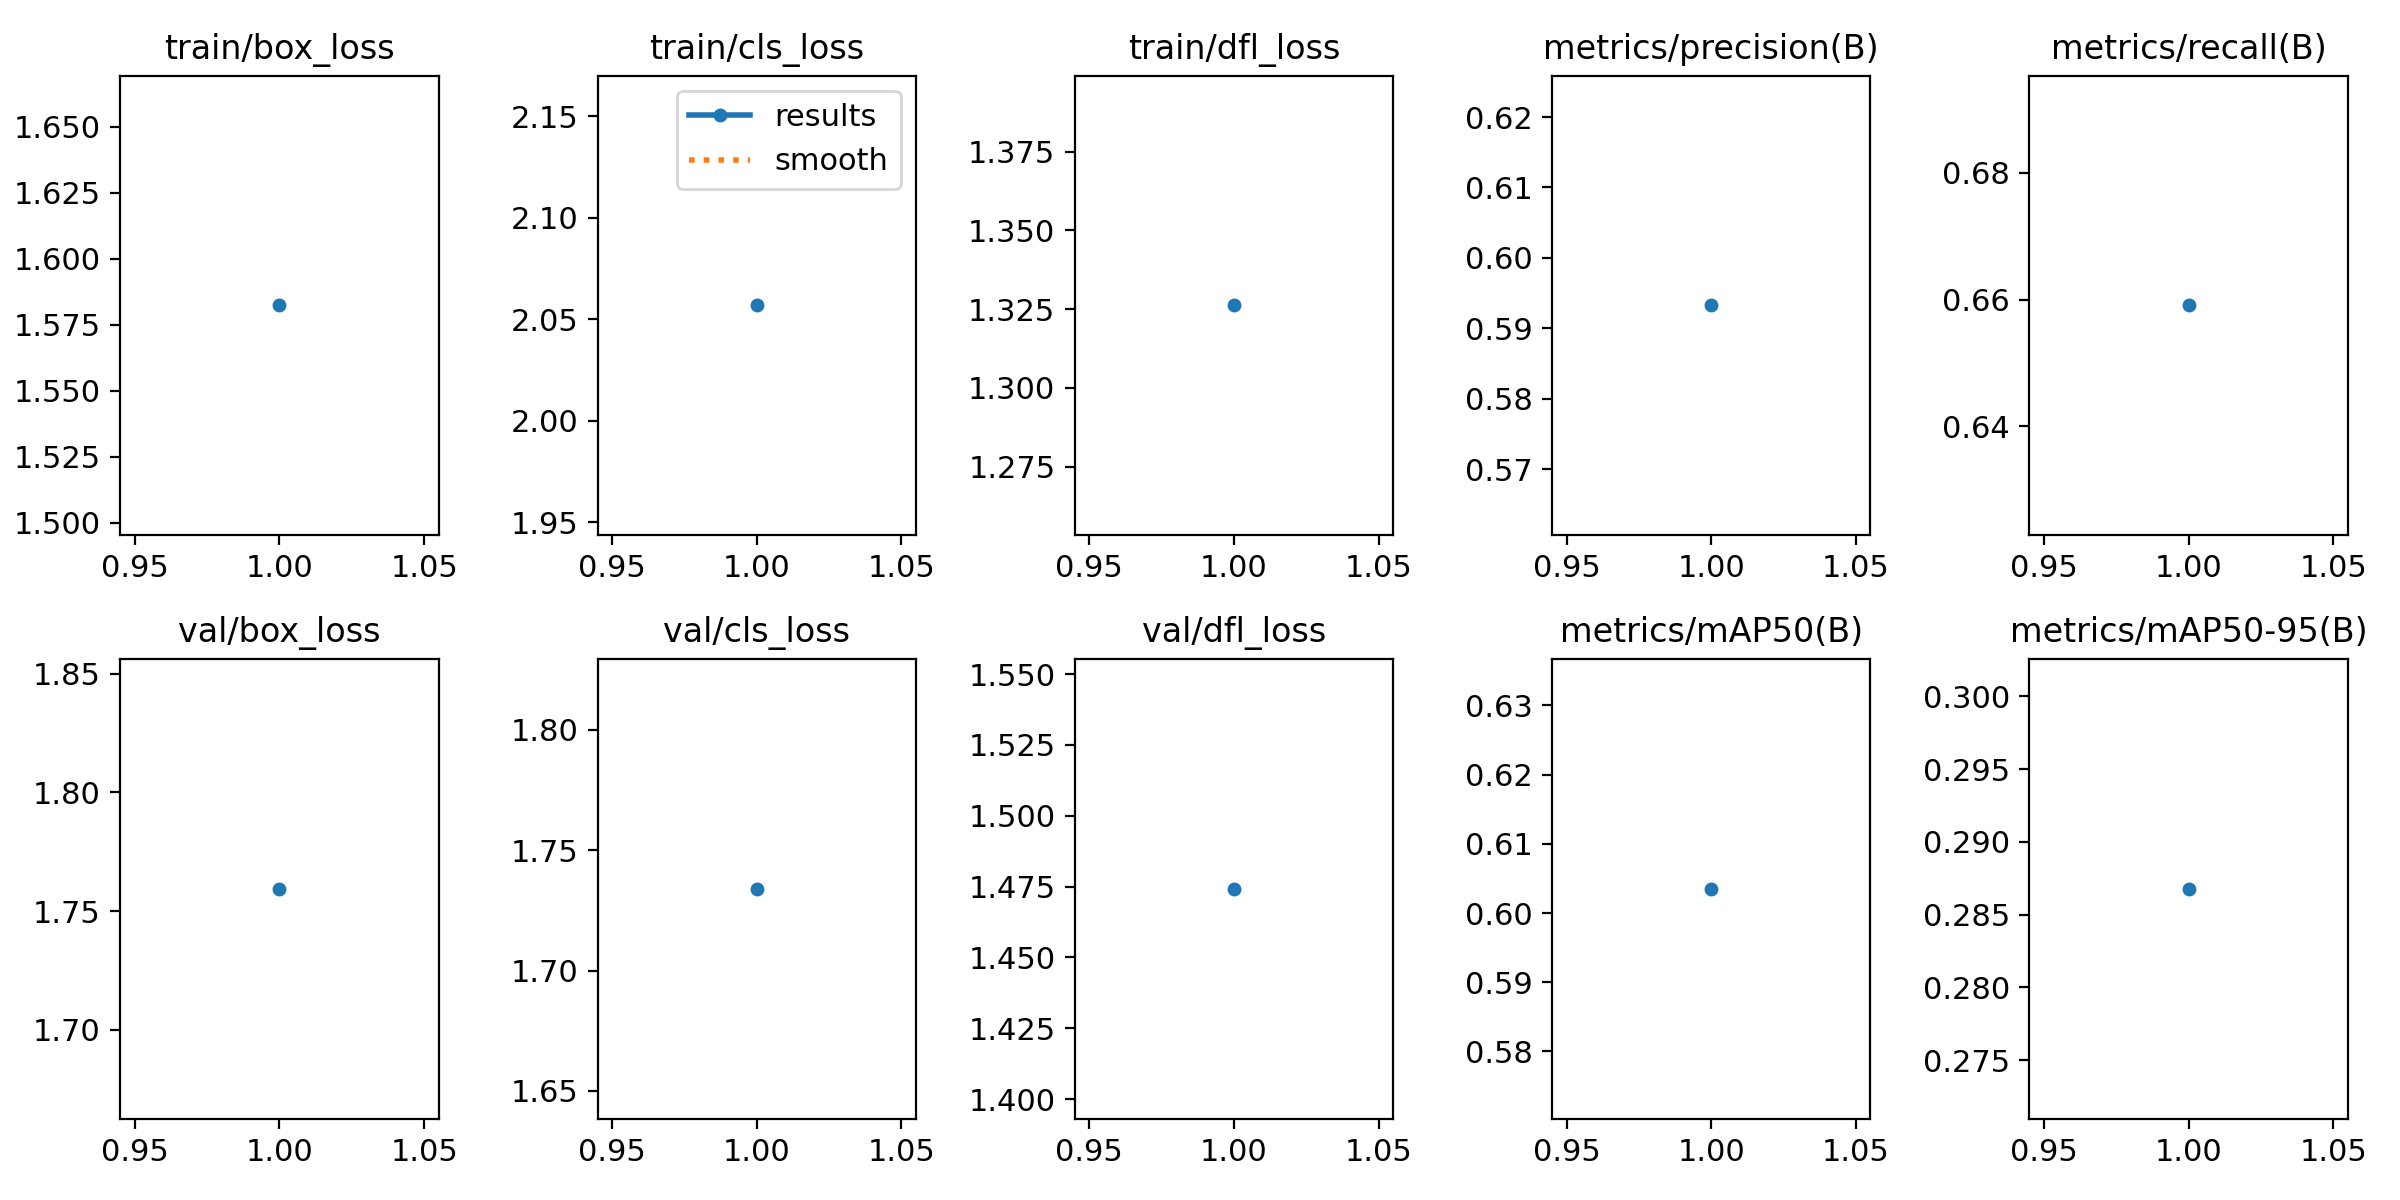 train/box_loss
1.650
1.625
1.600
1.575
1.550
1.525
1.500
0.95 1.00 1.05
train/cls_loss
results
smooth
2.15
2.10
2.05
2.00
1.95
0.95 1.00 1.05
train/dfl_loss
1.375
1.350
1.325
1.300
1.275
0.95 1.00 1.05
metrics/precision(B)
0.62
0.61
0.60
0.59
0.58
0.57
0.95 1.00 1.05
metrics/recall(B)
0.68
0.66
0.64
0.95 1.00 1.05
val/box_loss
1.85
1.80
1.75
1.70
0.95 1.00 1.05
val/cls_loss
1.80
1.75
1.70
1.65
0.95 1.00 1.05
val/dfl_loss
1.550
1.525
1.500
1.475
1.450
1.425
1.400
0.95 1.00 1.05
metrics/mAP50(B)
0.63
0.62
0.61
0.60
0.59
0.58
0.95 1.00 1.05
metrics/mAP50-95(B)
0.300
0.295
0.290
0.285
0.280
0.275
0.95 1.00 1.05